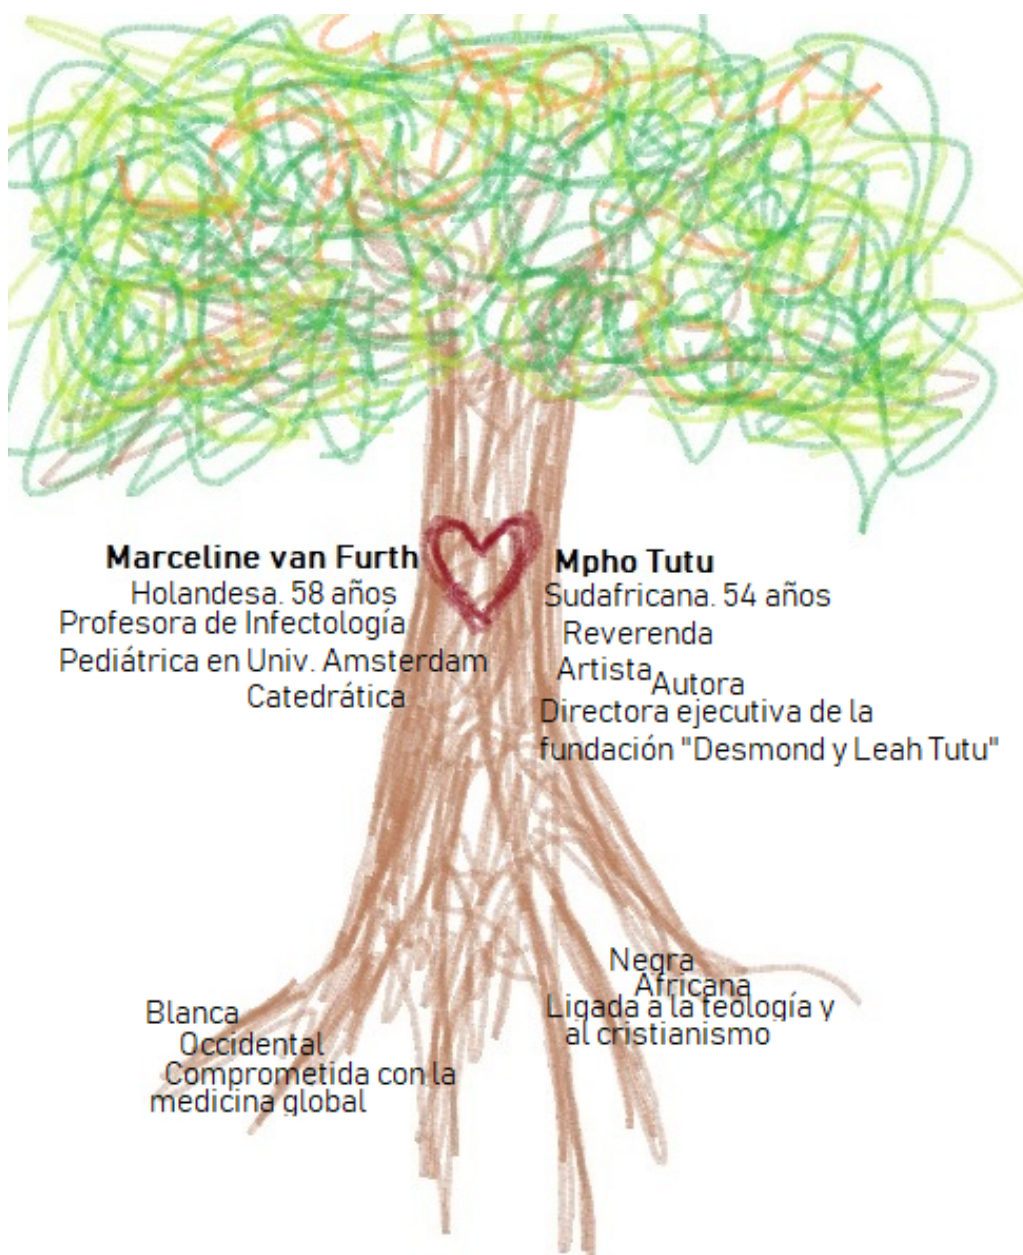 Marceline van Furth
Holandesa. 58 años
Profesora de Infectología
Pediátrica en Univ. Amsterdam
Catedrática
Mpho Tutu
Sudafricana. 54 años
Reverenda
Artista
Autora
Directora ejecutiva de la
fundación "Desmond y Leah Tutu"
Blanca
Occidental
Comprometida con la
medicina global
Negra
Africana
Ligada a la teología y
al cristianismo